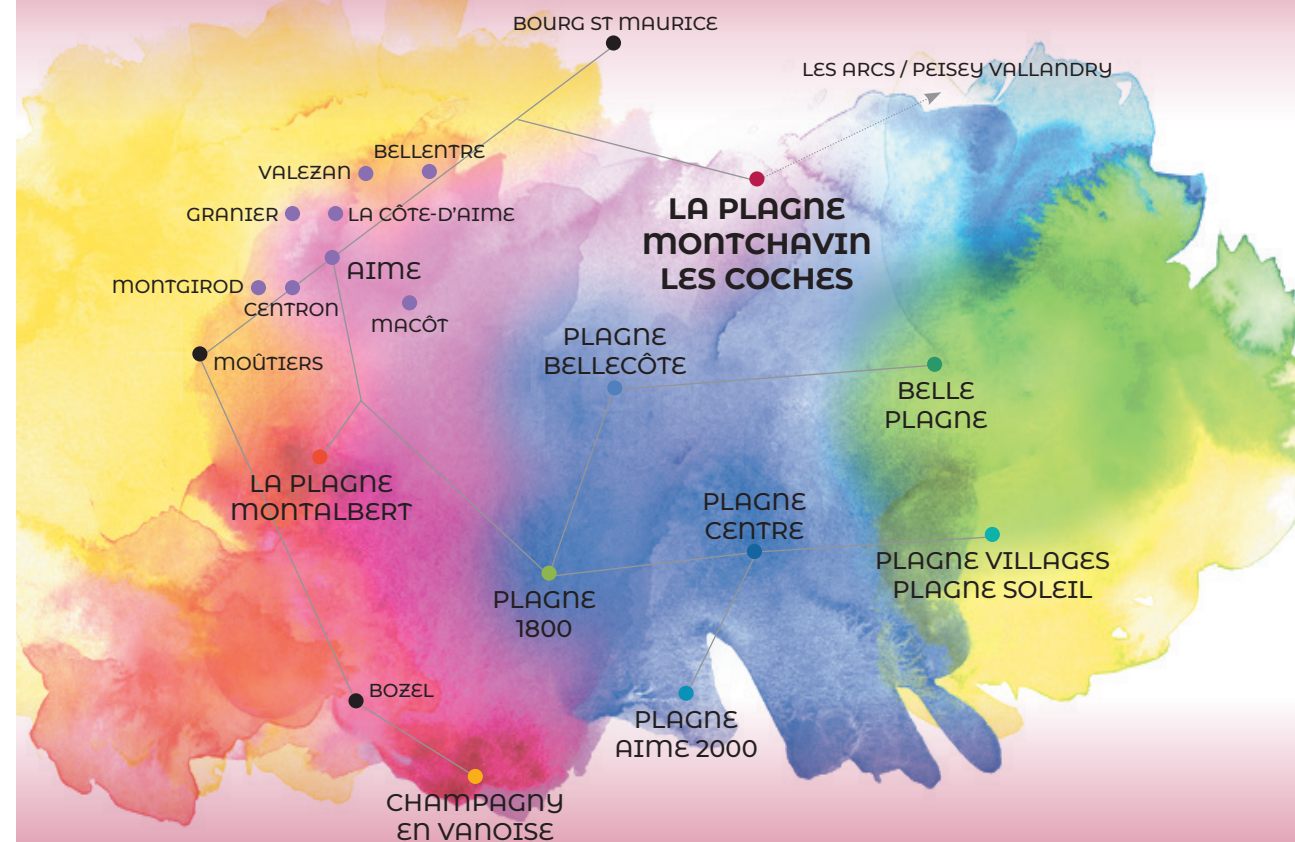 BOURG ST MAURICE
LES ARCS / PEISEY VALLANDRY
BELLENTRE
VALEZAN
GRANIER
LA CÔTE-D'AIME
LA PLAGNE
MONTCHAVIN
LES COCHES
AIME
MONTGIROD
CENTRON
MACÔT
MOÛTIERS
PLAGNE
BELLECÔTE
BELLE
PLAGNE
LA PLAGNE
MONTALBERT
PLAGNE
CENTRE
PLAGNE VILLAGES
PLAGNE SOLEIL
PLAGNE
1800
BOZEL
PLAGNE
AIME 2000
CHAMPAGNY
EN VANOISE